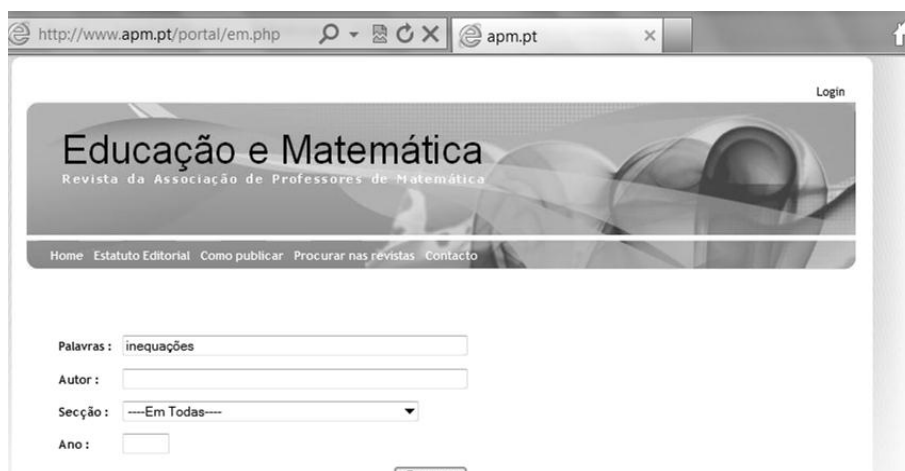 http://www.apm.pt/portal/em.php
apm.pt
Login
Educação e Matemática
Revista da Associação de Professores de Matemática
Home Estatuto Editorial Como publicar Procurar nas revistas Contacto
Palavras : inequações
Autor :
Secção : ----Em Todas----
Ano :